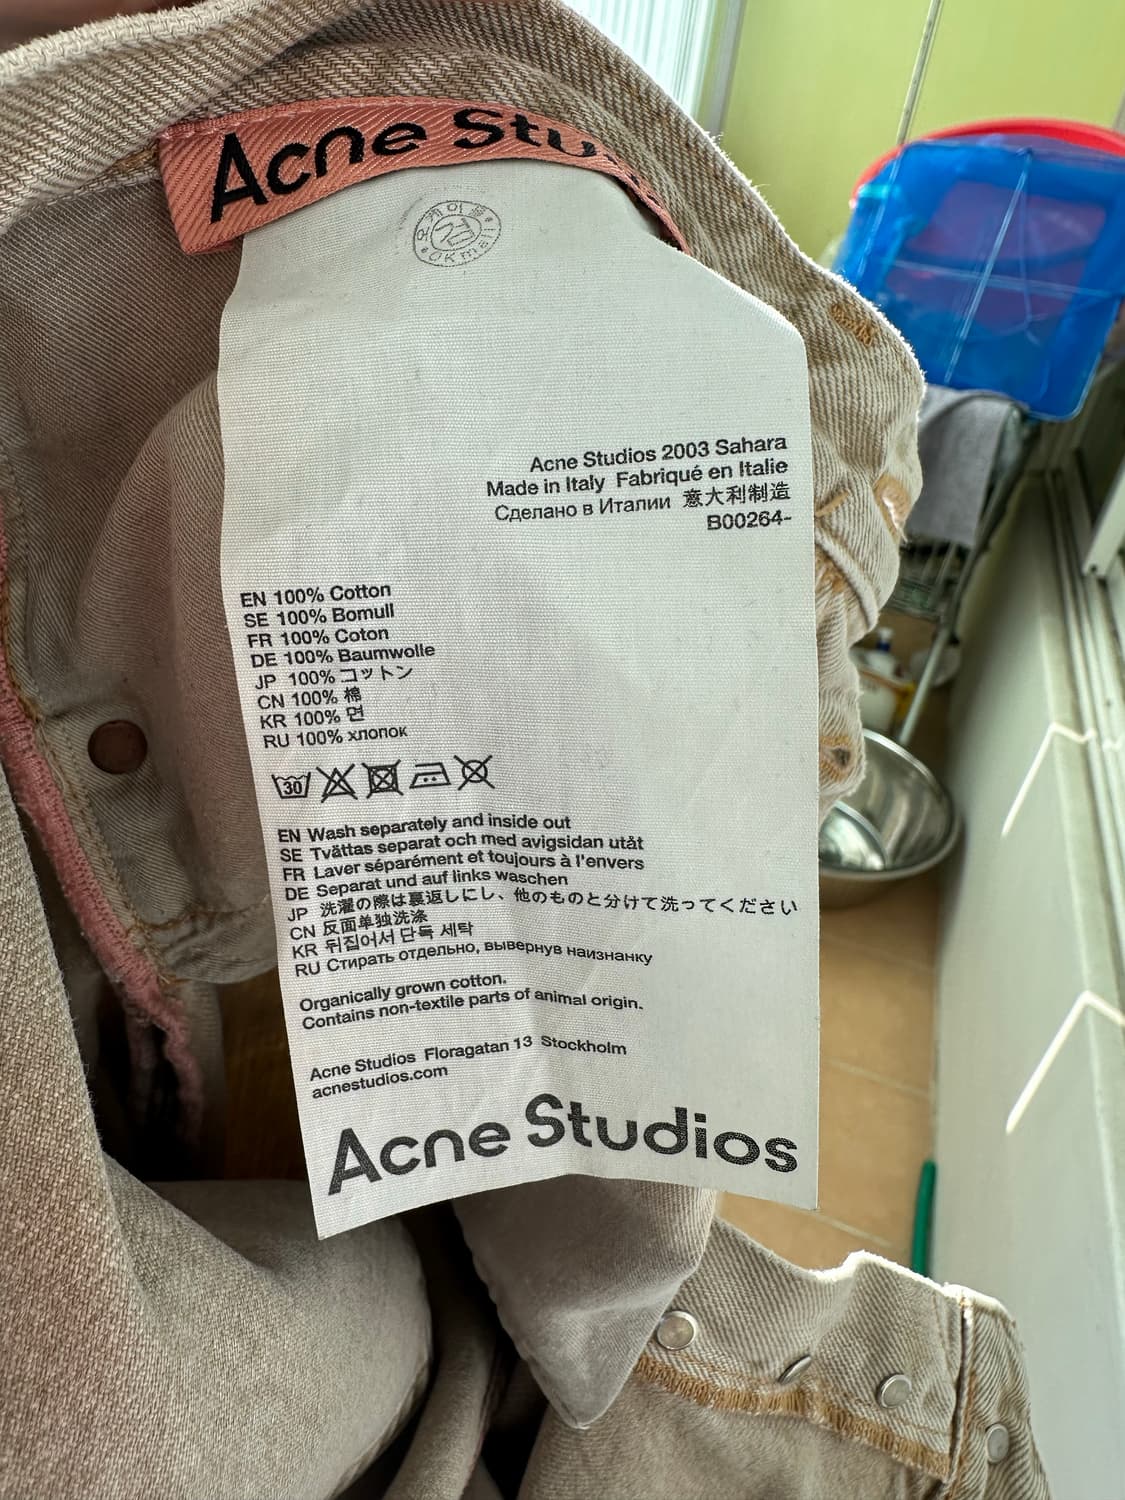 Acne Stu
오케이몰
검
OKmall
Acne Studios 2003 Sahara
Made in Italy Fabriqué en Italie
Сделано в Италии 意大利制造
B00264-
EN 100% Cotton
SE 100% Bomull
FR 100% Coton
DE 100% Baumwolle
JP 100% コットン
CN 100% 棉
KR 100% 면
RU 100% хлопок
30
EN Wash separately and inside out
SE Tvättas separat och med avigsidan utåt
FR Laver séparément et toujours à l'envers
DE Separat und auf links waschen
JP 洗濯の際は裏返しにし、他のものと分けて洗ってください
CN 反面单独洗涤
KR 뒤집어서 단독 세탁
RU Стирать отдельно, вывернув наизнанку
Organically grown cotton.
Contains non-textile parts of animal origin.
Acne Studios Floragatan 13 Stockholm
acnestudios.com
Acne Studios